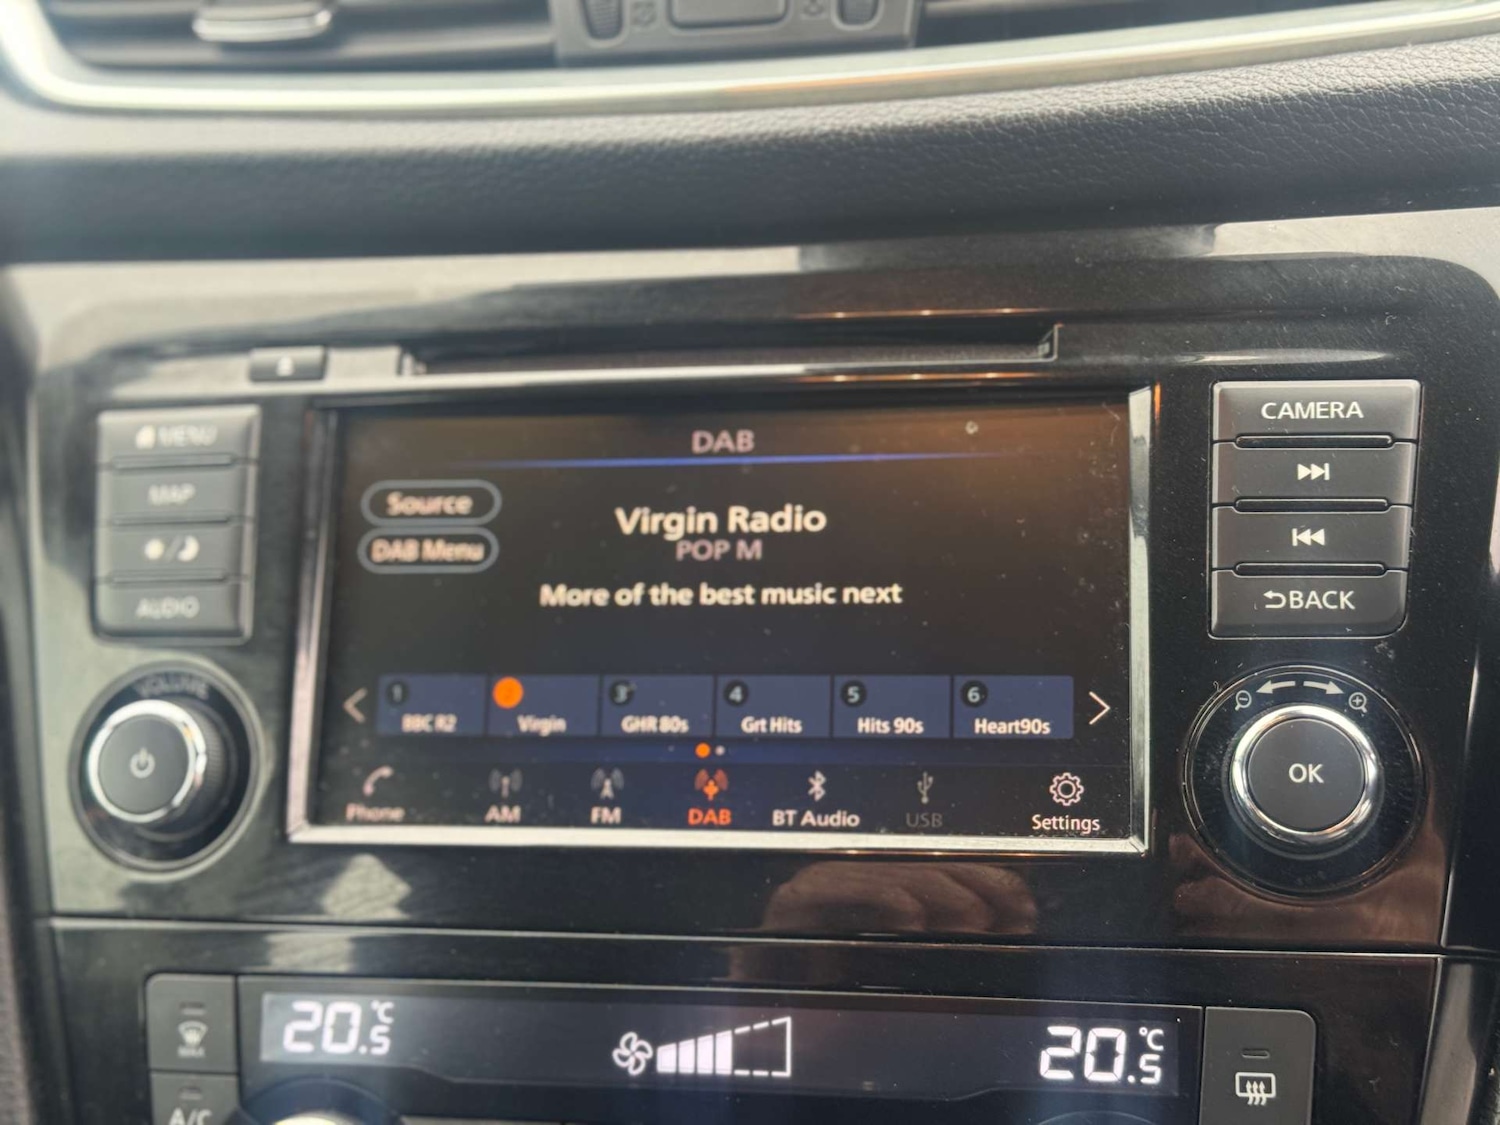 MENU
MAP
AUDIO
VOLUME
DAB
Source
DAB Menu
Virgin Radio
POP M
More of the best music next
1 BBC R2
Virgin
3 GHR 80s
4 Grt Hits
5 Hits 90s
6 Heart90s
Phone
AM
FM
DAB
BT Audio
USB
Settings
CAMERA
BACK
OK
20.5 °C
20.5 °C
MAX
A/C